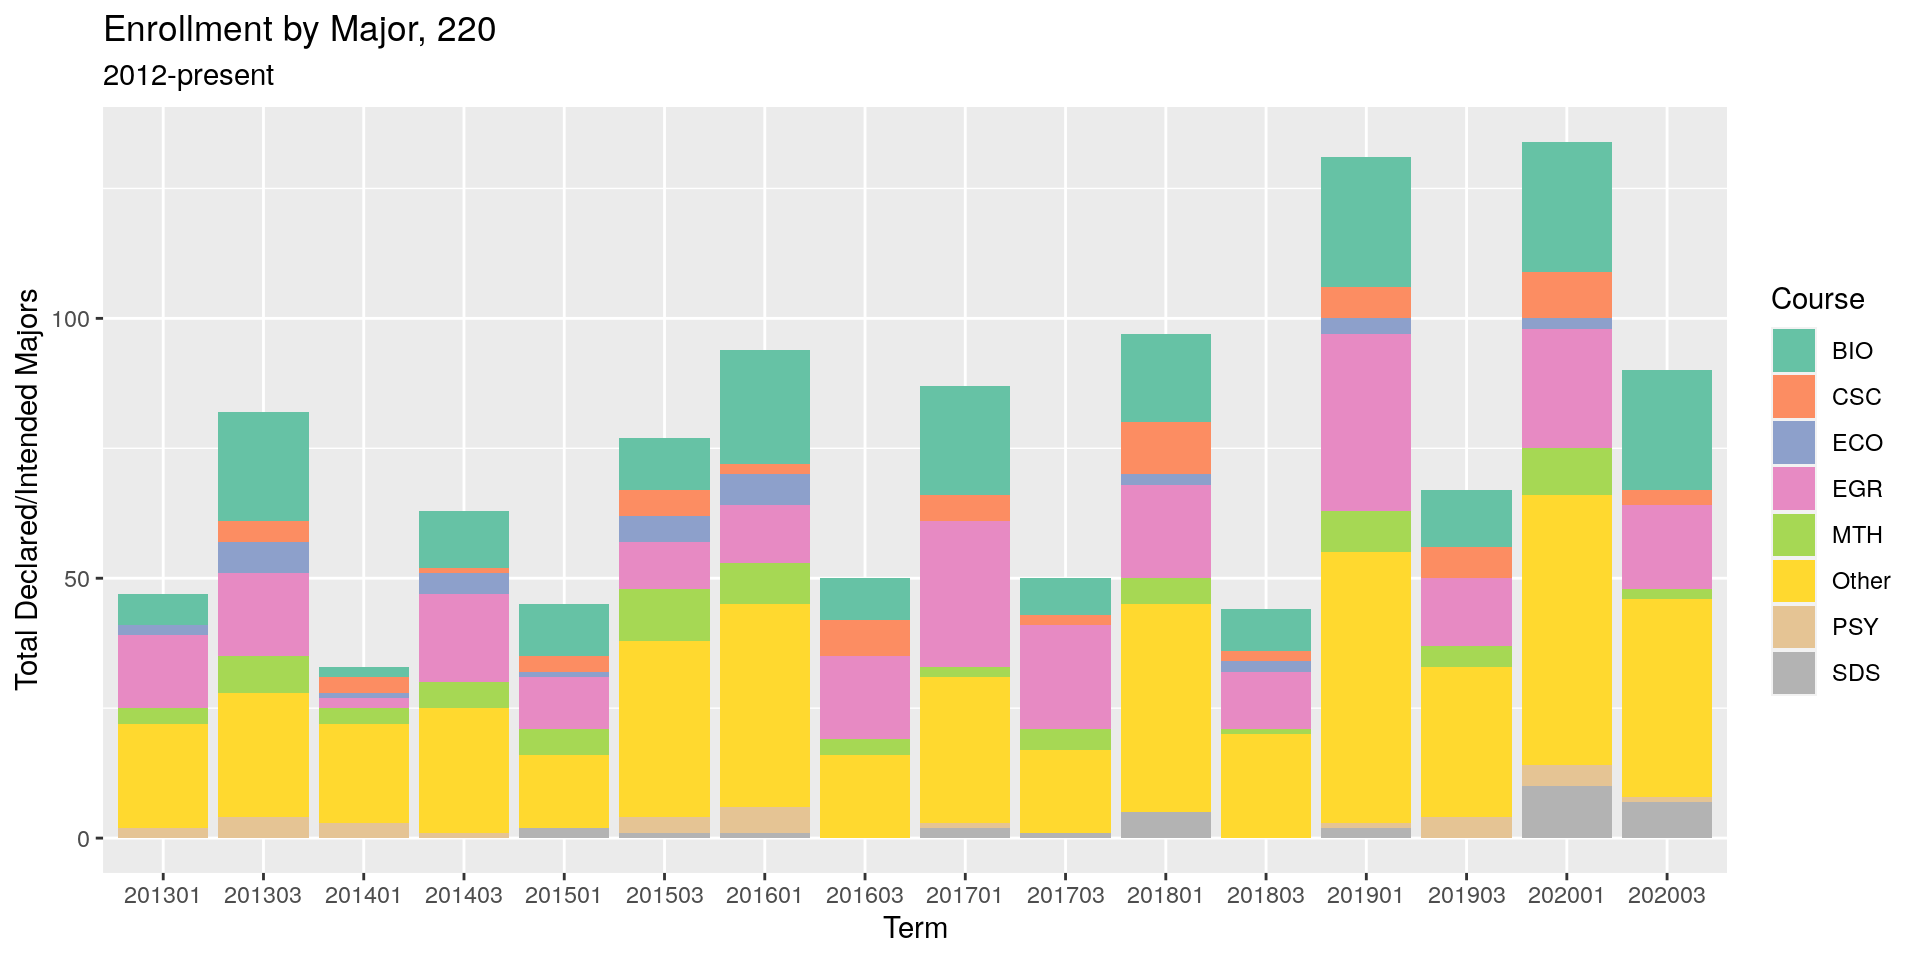 Enrollment by Major, 220
2012-present
Total Declared/Intended Majors
100
50
0
201301 201303 201401 201403 201501 201503 201601 201603 201701 201703 201801 201803 201901 201903 202001 202003
Term
Course
BIO
CSC
ECO
EGR
MTH
Other
PSY
SDS